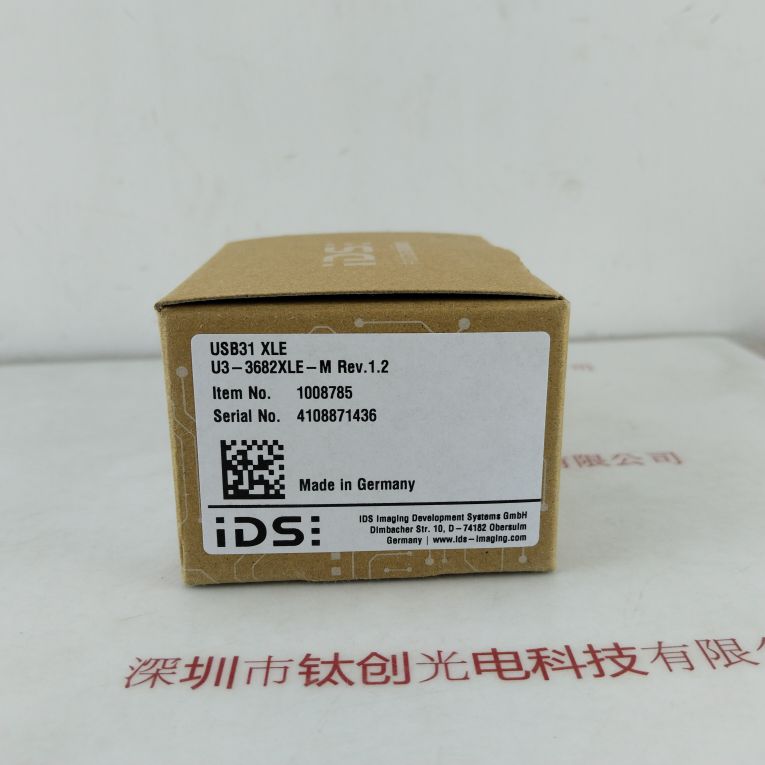 iDS:
USB31 XLE
U3-3682XLE-M Rev.1.2
Item No. 1008785
Serial No. 4108871436
Made in Germany
iDS:
IDS Imaging Development Systems GmbH
Dimbacher Str. 10, D-74182 Obersulm
Germany | www.ids-imaging.com
有限公司
深圳市钛创光电科技有限